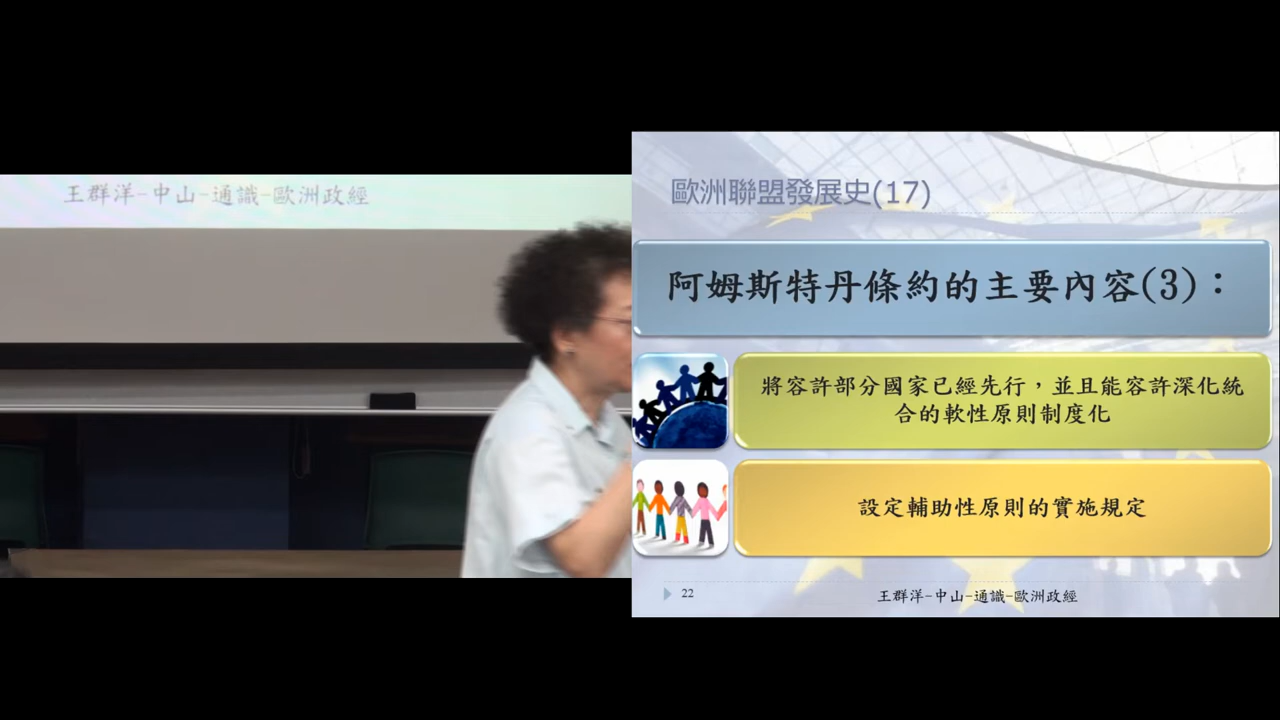 王群洋-中山-通識-歐洲政經
歐洲聯盟發展史(17)
阿姆斯特丹條約的主要內容(3)：
將容許部分國家已經先行，並且能容許深化統
合的軟性原則制度化
設定輔助性原則的實施規定
22
王群洋-中山-通識-歐洲政經